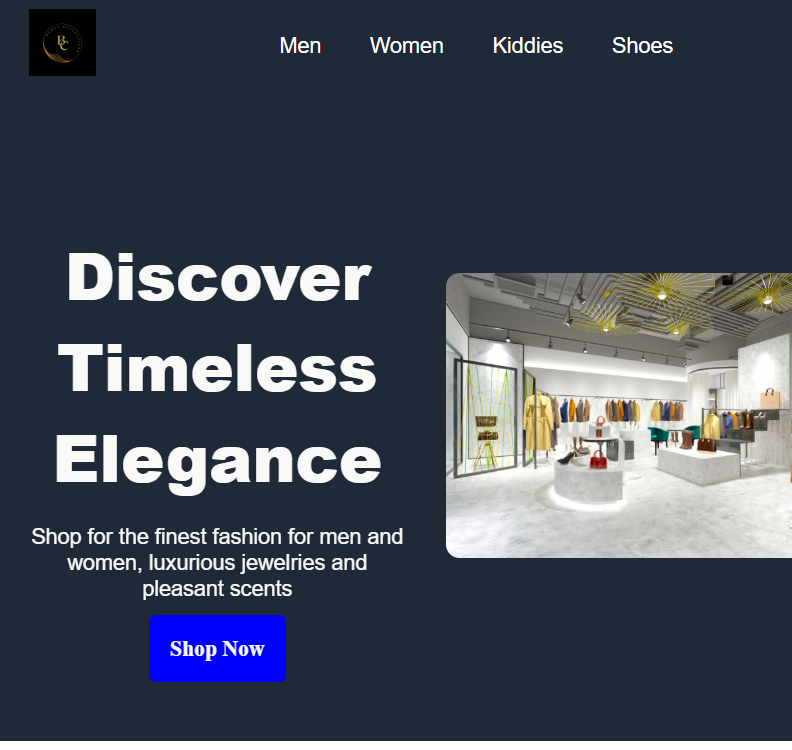 Men Women Kiddies Shoes
Discover
Timeless
Elegance
Shop for the finest fashion for men and
women, luxurious jewelries and
pleasant scents
Shop Now